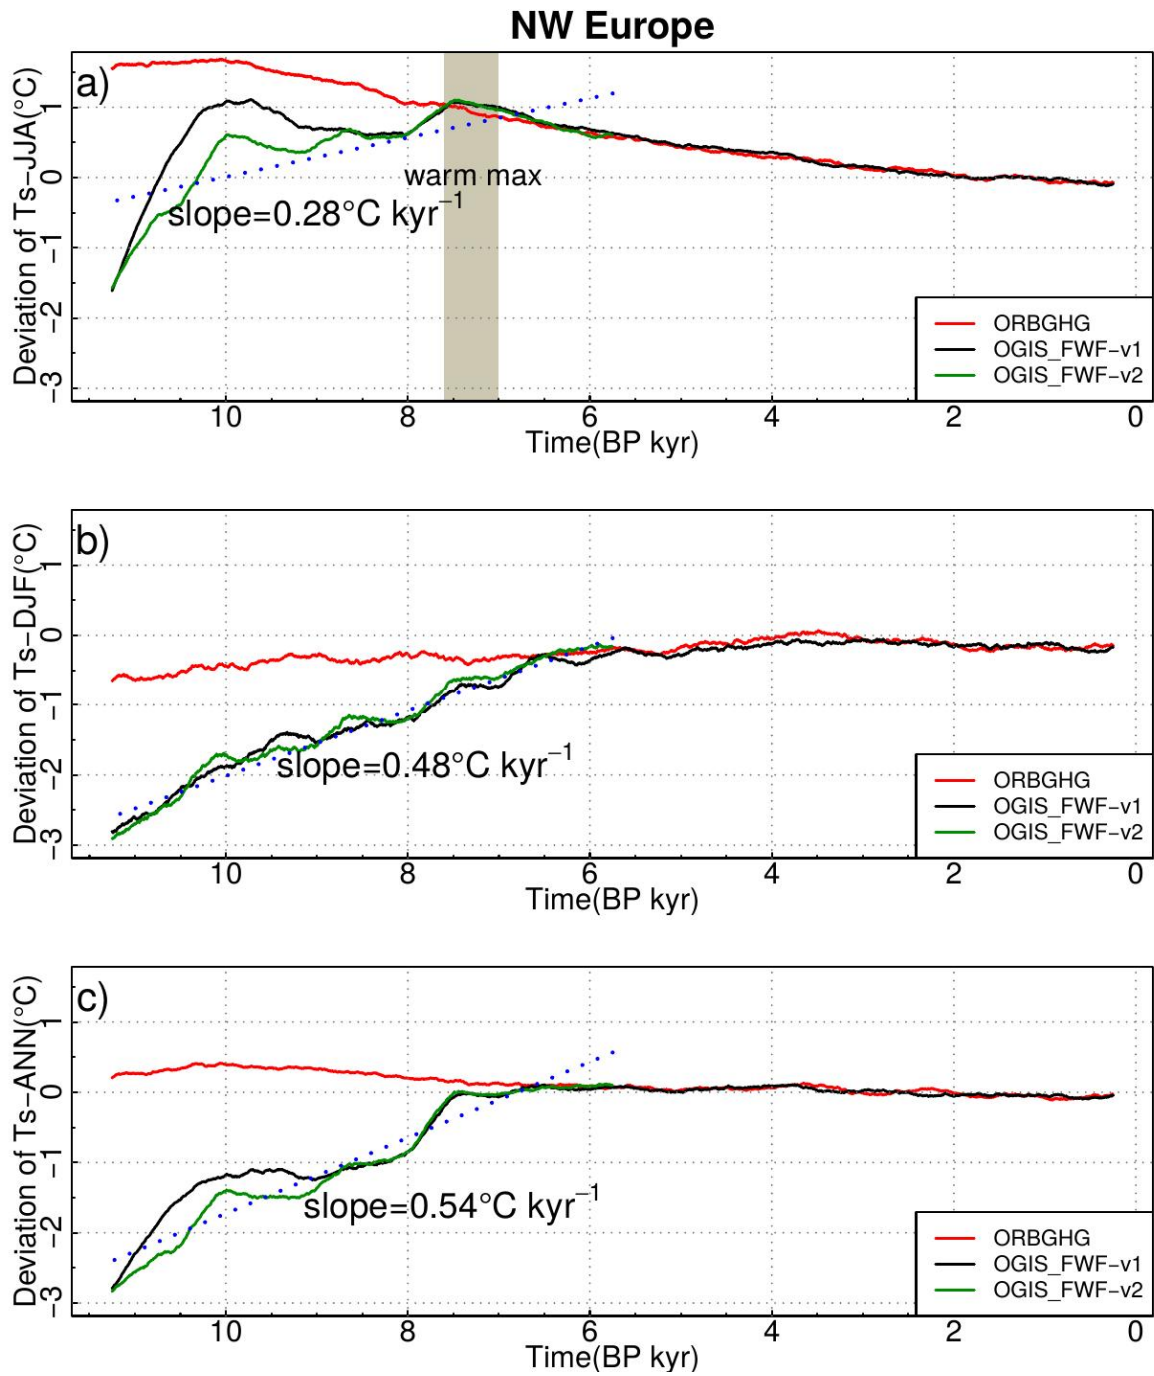 NW Europe
a)
Deviation of Ts−JJA(°C)
1
0
−1
−2
−3
warm max
slope=0.28°C kyr−1
ORBGHG
OGIS_FWF−v1
OGIS_FWF−v2
10 8 6 4 2 0
Time(BP kyr)
b)
Deviation of Ts−DJF(°C)
1
0
−1
−2
−3
slope=0.48°C kyr−1
ORBGHG
OGIS_FWF−v1
OGIS_FWF−v2
10 8 6 4 2 0
Time(BP kyr)
c)
Deviation of Ts−ANN(°C)
1
0
−1
−2
−3
slope=0.54°C kyr−1
ORBGHG
OGIS_FWF−v1
OGIS_FWF−v2
10 8 6 4 2 0
Time(BP kyr)